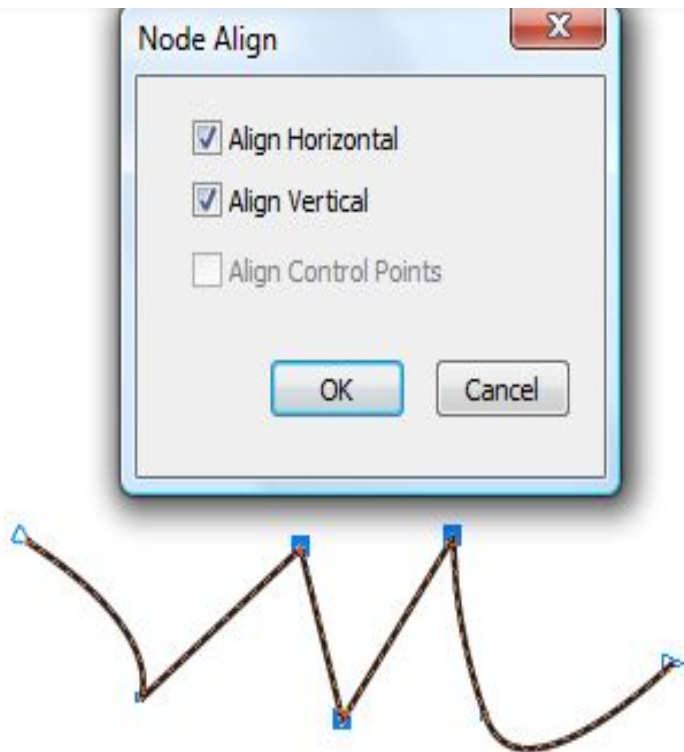 Node Align
Align Horizontal
Align Vertical
Align Control Points
OK
Cancel